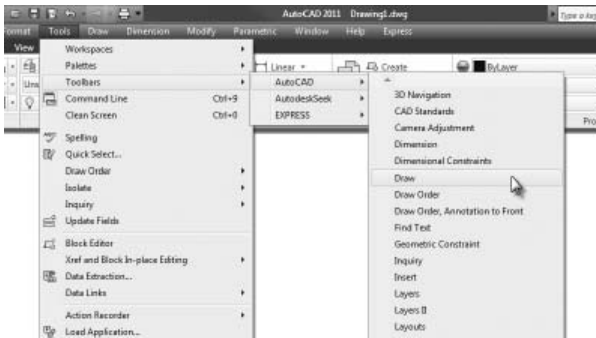 AutoCAD 2011 Drawing1.dwg
Format Tools Draw Dimension Modify Parametric Window Help Express
View
Workspaces
Palettes
Toolbars
Command Line Ctrl+9
Clean Screen Ctrl+0
Spelling
Quick Select...
Draw Order
Isolate
Inquiry
Update Fields
Block Editor
Xref and Block In-place Editing
Data Extraction...
Data Links
Action Recorder
Load Application...
Linear
Create
ByLayer
AutoCAD
AutodeskSeek
EXPRESS
3D Navigation
CAD Standards
Camera Adjustment
Dimension
Dimensional Constraints
Draw
Draw Order
Draw Order, Annotation to Front
Find Text
Geometric Constraint
Inquiry
Insert
Layers
Layers II
Layouts